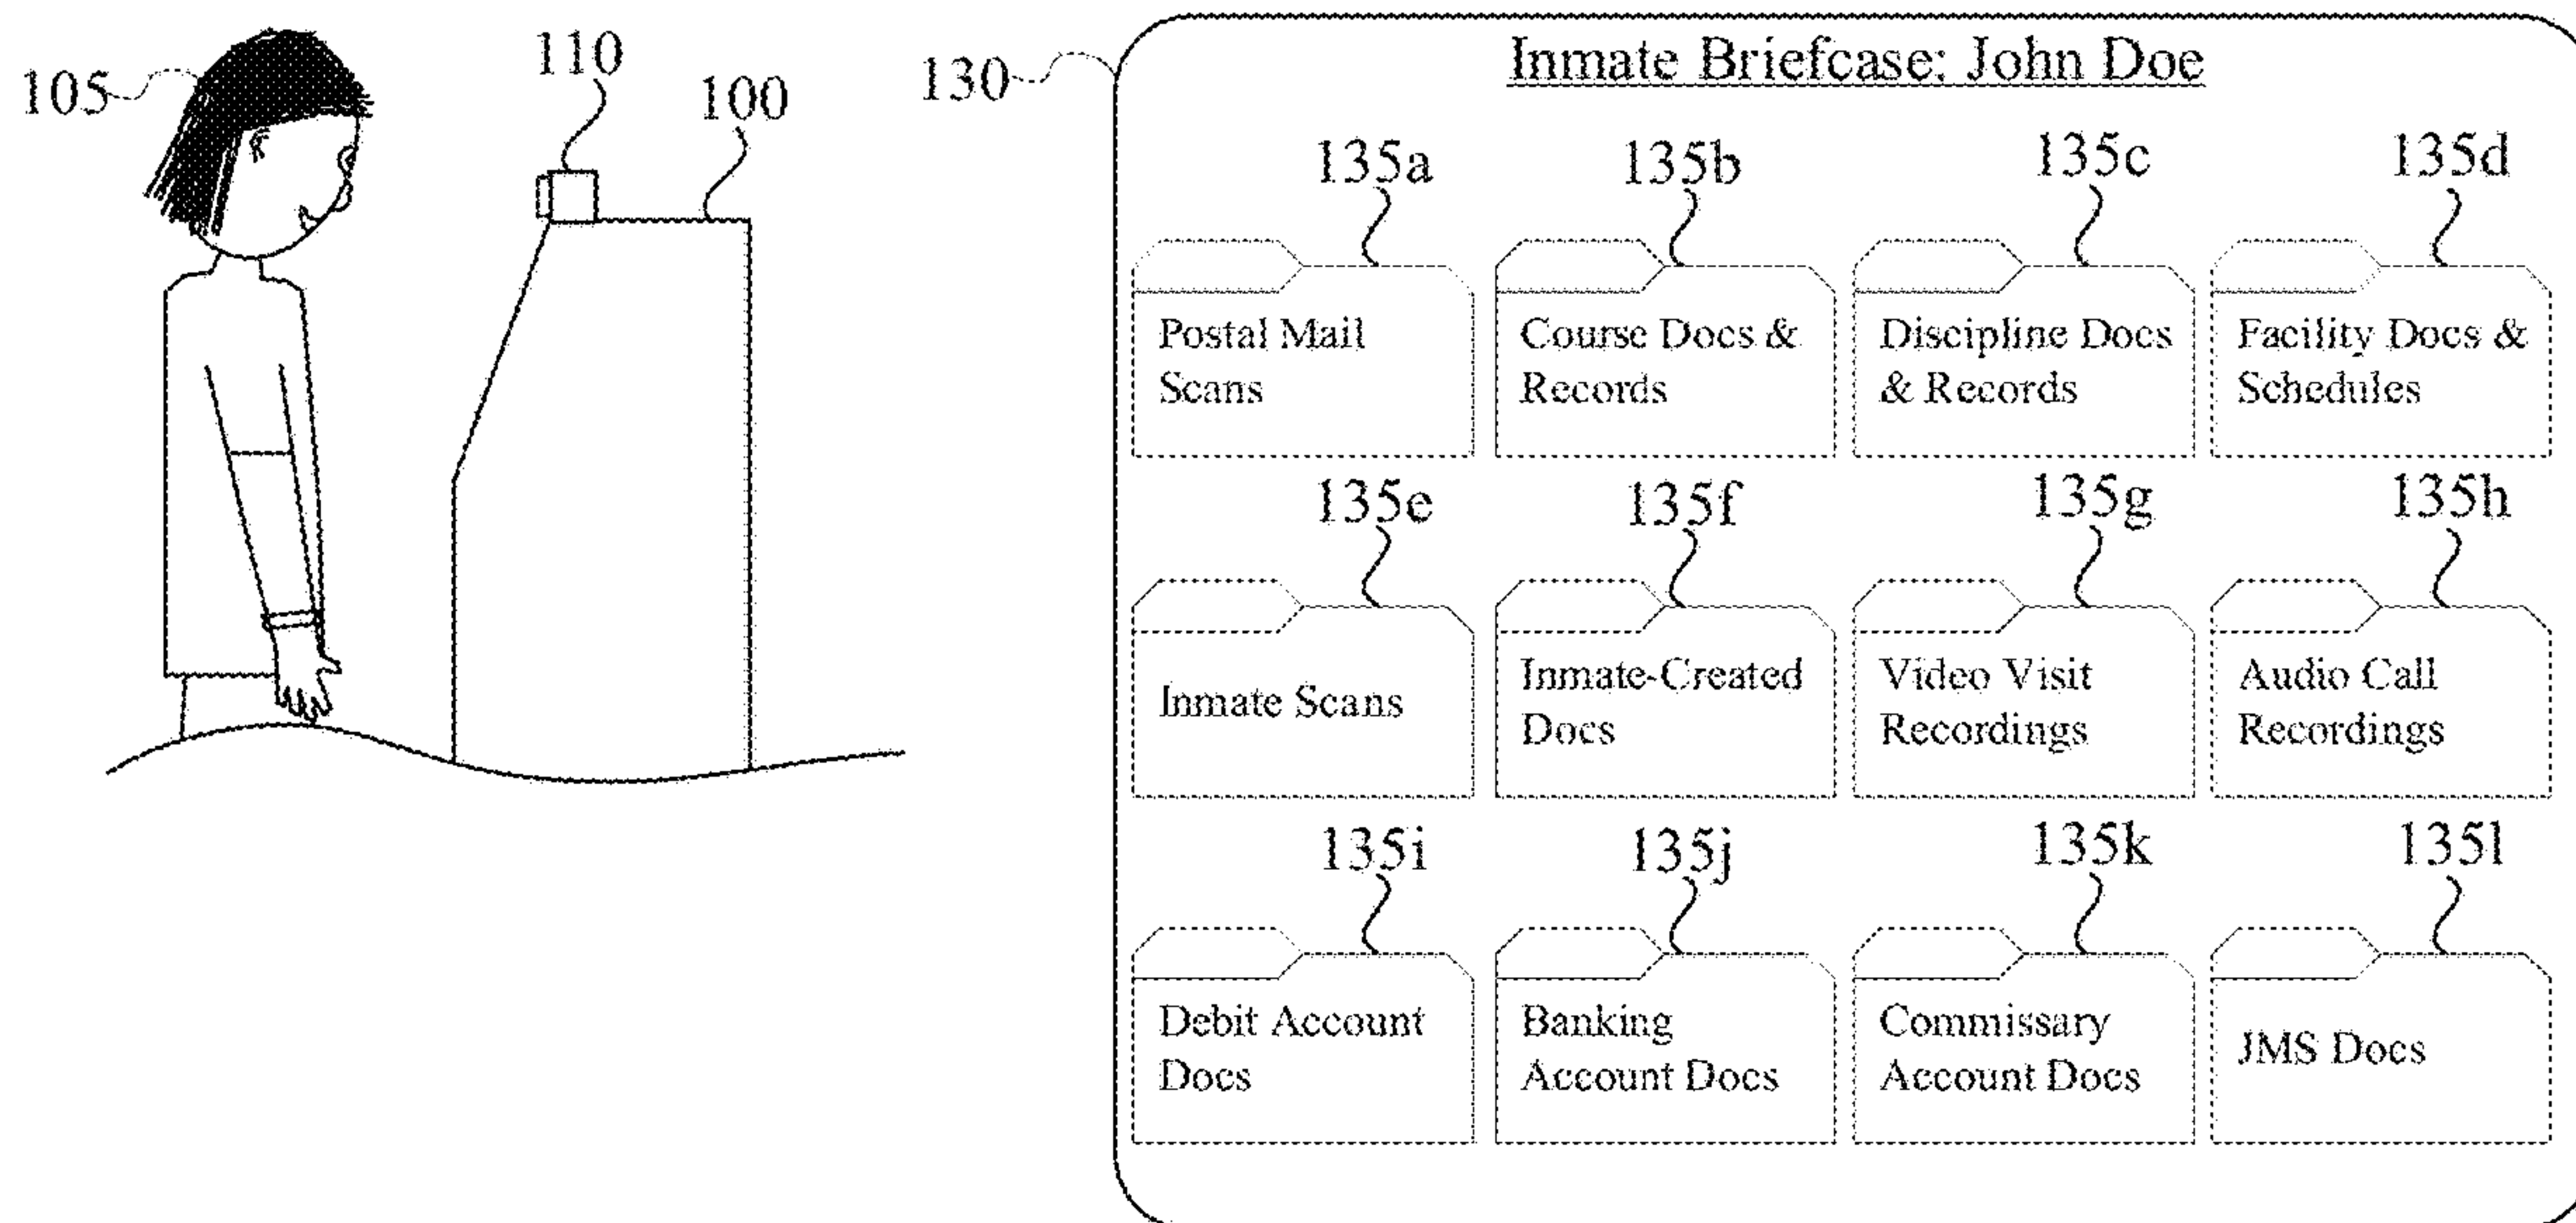 105
110
100
130
Inmate Briefcase: John Doe
135a
135b
135c
135d
Postal Mail
Scans
Course Docs &
Records
Discipline Docs
& Records
Facility Docs &
Schedules
135e
135f
135g
135h
Inmate Scans
Inmate-Created
Docs
Video Visit
Recordings
Audio Call
Recordings
135i
135j
135k
135l
Debit Account
Docs
Banking
Account Docs
Commissary
Account Docs
JMS Docs